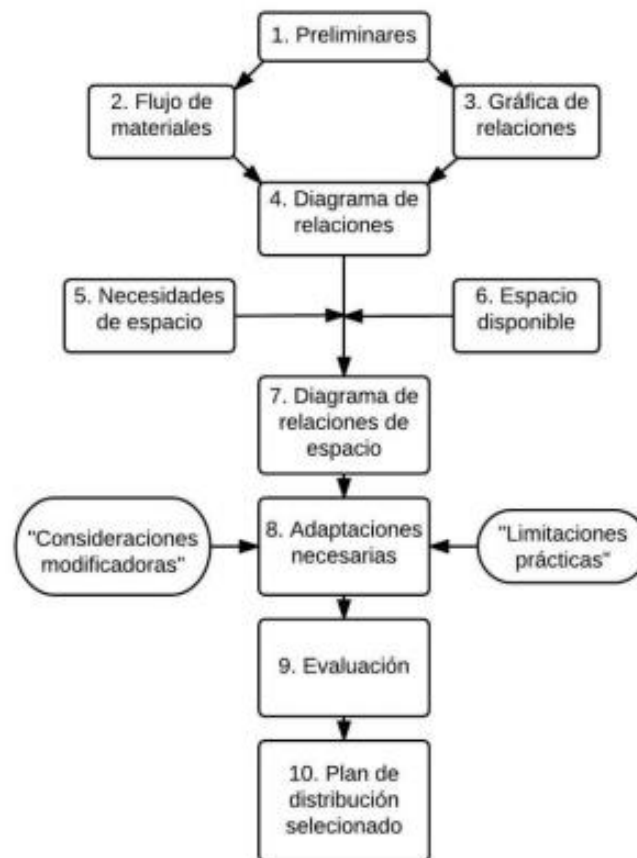 1. Preliminares
2. Flujo de
materiales
3. Gráfica de
relaciones
4. Diagrama de
relaciones
5. Necesidades
de espacio
6. Espacio
disponible
7. Diagrama de
relaciones de
espacio
"Consideraciones
modificadoras"
8. Adaptaciones
necesarias
"Limitaciones
prácticas"
9. Evaluación
10. Plan de
distribución
selecionado